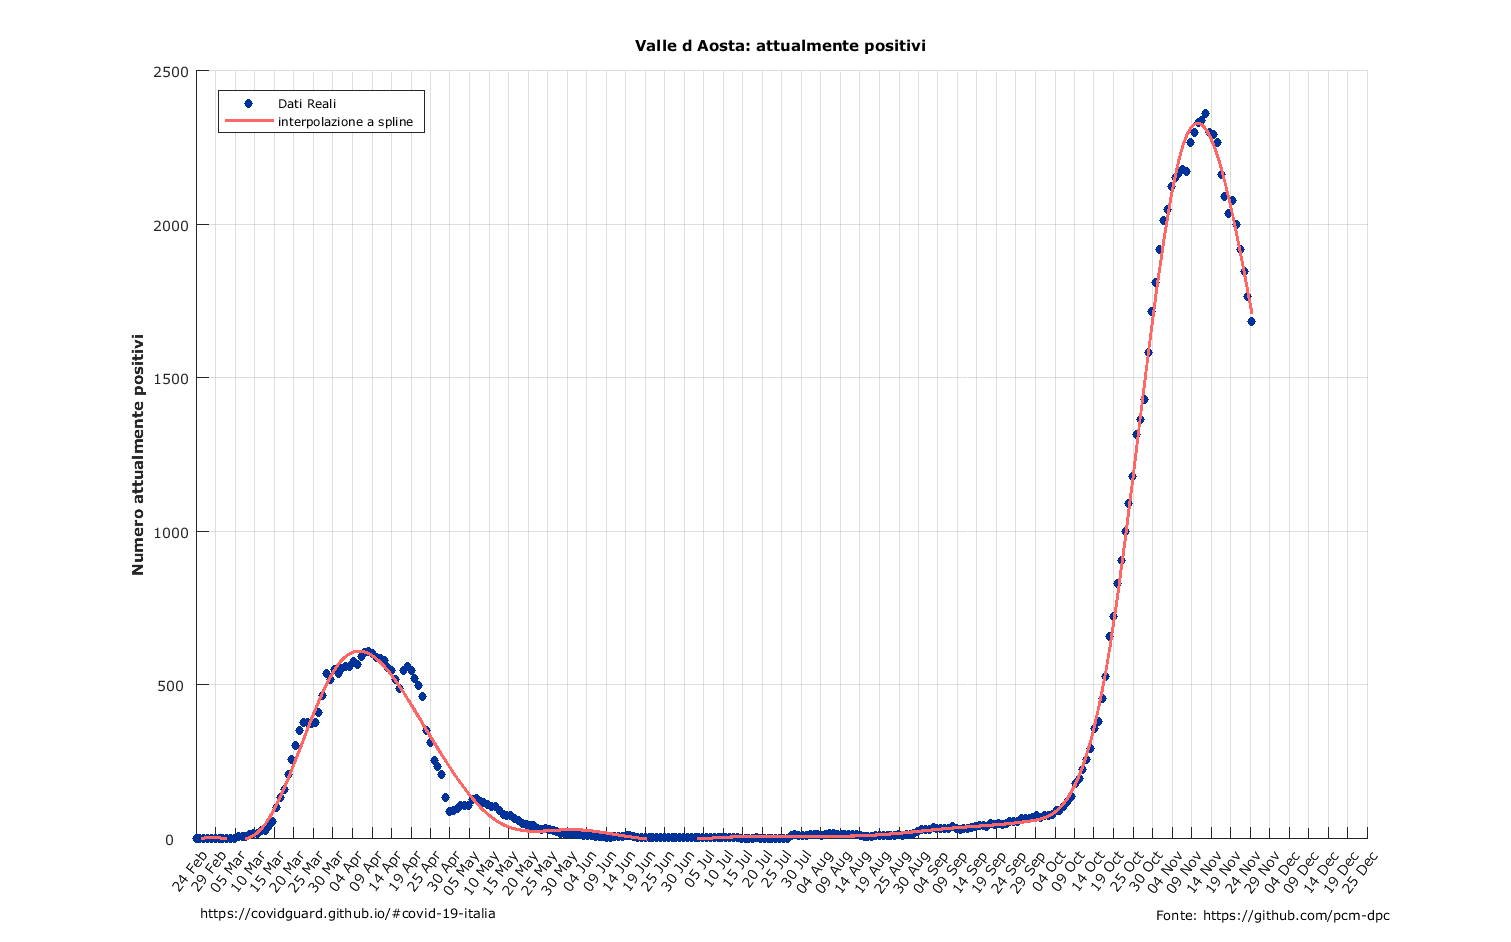 Valle d Aosta: attualmente positivi
2500
2000
1500
1000
500
0
Dati Reali
interpolazione a spline
Numero attualmente positivi
24 Feb
29 Feb
05 Mar
10 Mar
15 Mar
20 Mar
25 Mar
30 Mar
04 Apr
09 Apr
14 Apr
19 Apr
25 Apr
30 Apr
05 May
10 May
15 May
20 May
25 May
30 May
04 Jun
09 Jun
14 Jun
19 Jun
25 Jun
30 Jun
05 Jul
10 Jul
15 Jul
20 Jul
25 Jul
30 Jul
04 Aug
09 Aug
14 Aug
19 Aug
25 Aug
30 Aug
04 Sep
09 Sep
14 Sep
19 Sep
24 Sep
29 Sep
04 Oct
09 Oct
14 Oct
19 Oct
25 Oct
30 Oct
04 Nov
09 Nov
14 Nov
19 Nov
24 Nov
29 Nov
04 Dec
09 Dec
14 Dec
19 Dec
25 Dec
https://covidguard.github.io/#covid-19-italia
Fonte: https://github.com/pcm-dpc